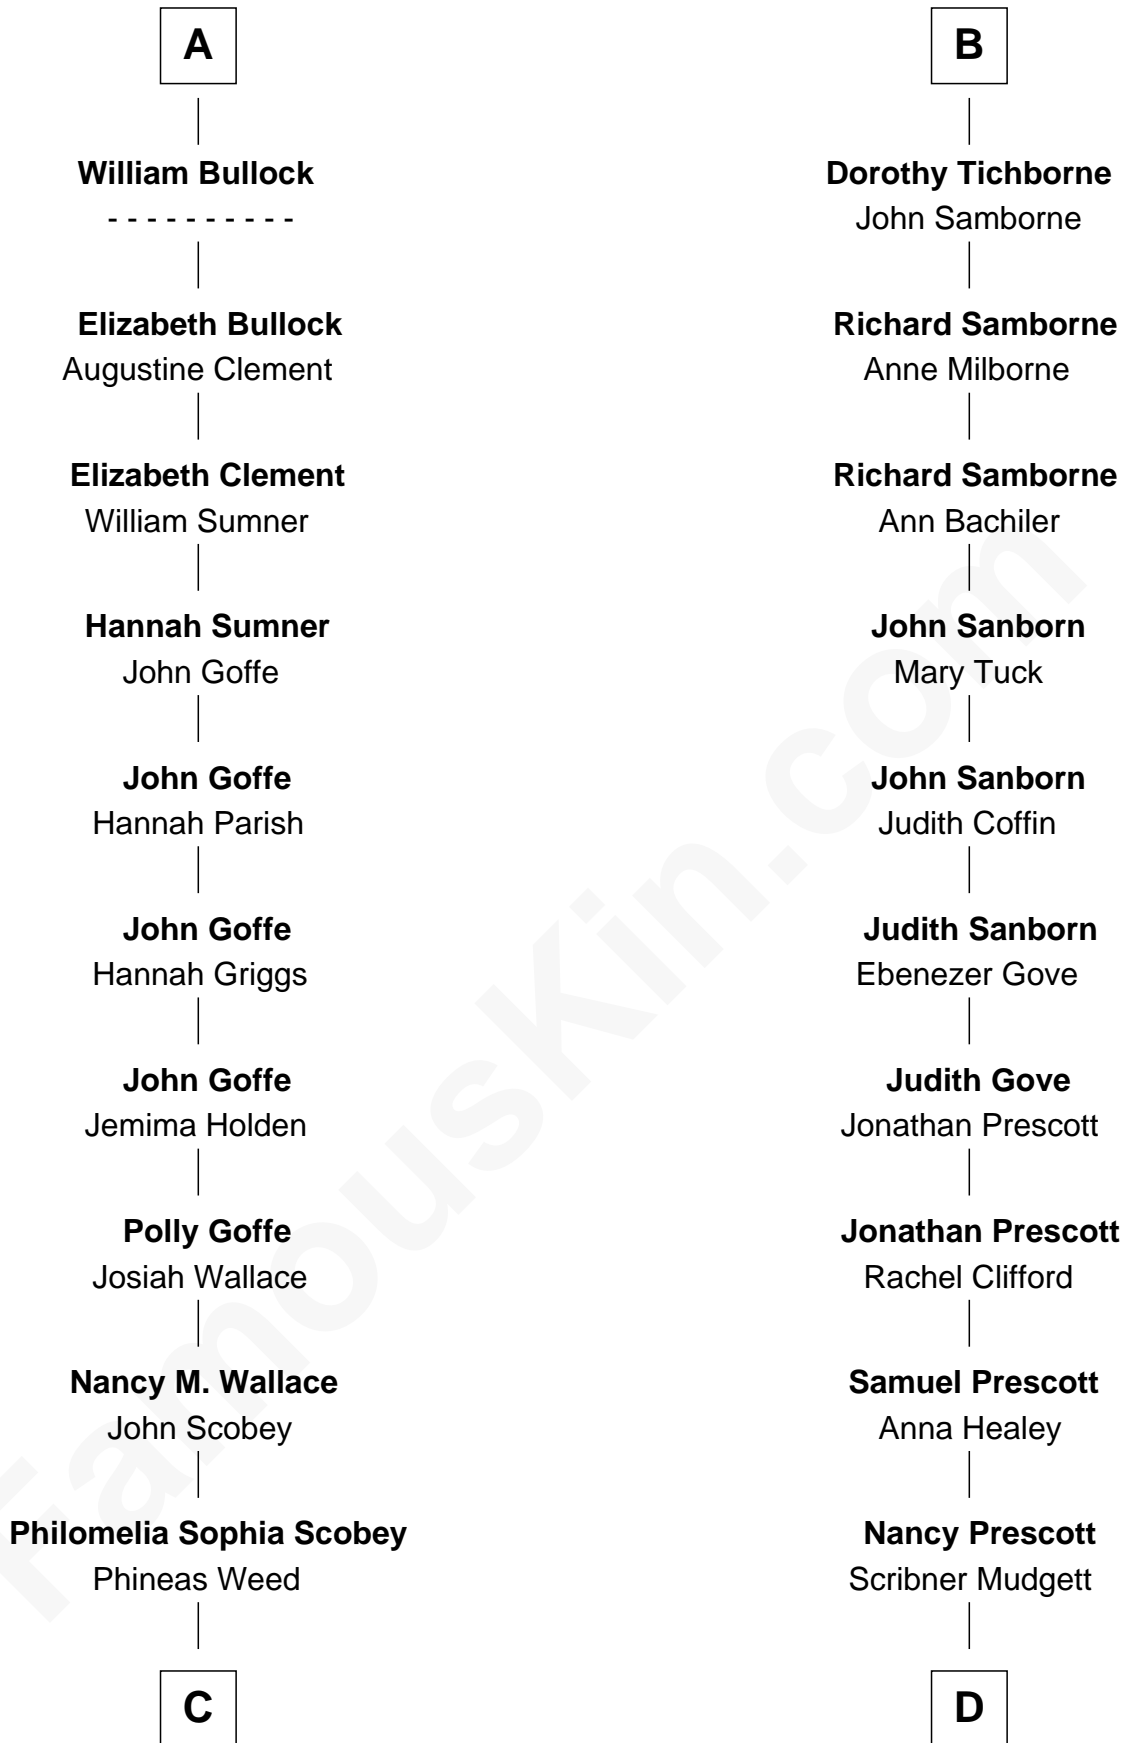 A
William Bullock
- - - - - - - - - -
Elizabeth Bullock
Augustine Clement
Elizabeth Clement
William Sumner
Hannah Sumner
John Goffe
John Goffe
Hannah Parish
John Goffe
Hannah Griggs
John Goffe
Jemima Holden
Polly Goffe
Josiah Wallace
Nancy M. Wallace
John Scobey
Philomelia Sophia Scobey
Phineas Weed
C
B
Dorothy Tichborne
John Samborne
Richard Samborne
Anne Milborne
Richard Samborne
Ann Bachiler
John Sanborn
Mary Tuck
John Sanborn
Judith Coffin
Judith Sanborn
Ebenezer Gove
Judith Gove
Jonathan Prescott
Jonathan Prescott
Rachel Clifford
Samuel Prescott
Anna Healey
Nancy Prescott
Scribner Mudgett
D
FamousKin.com